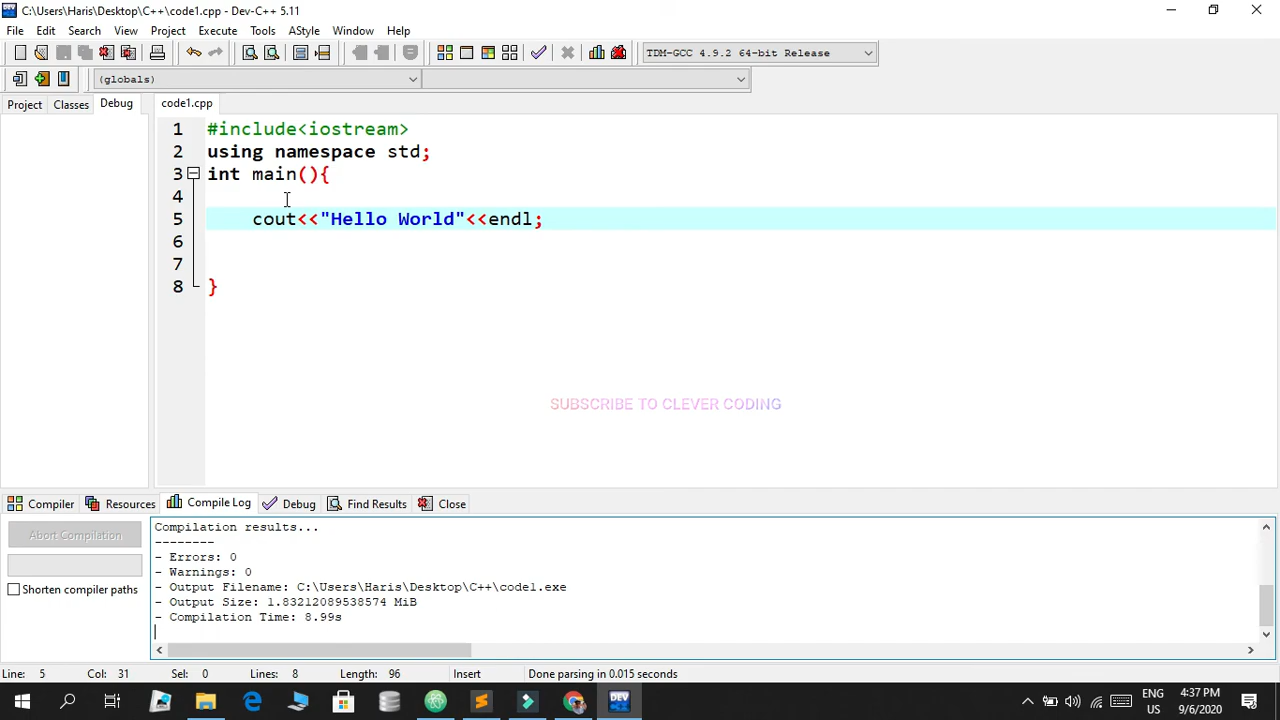 C:\Users\Haris\Desktop\C++\code1.cpp - Dev-C++ 5.11
File Edit Search View Project Execute Tools AStyle Window Help
TDM-GCC 4.9.2 64-bit Release
(globals)
Project Classes Debug code1.cpp
1 #include<iostream>
2 using namespace std;
3 int main(){
4
5 cout<<"Hello World"<<endl;
6
7
8 }
SUBSCRIBE TO CLEVER CODING
Compiler Resources Compile Log Debug Find Results Close
Abort Compilation
Shorten compiler paths
Compilation results...
--------
- Errors: 0
- Warnings: 0
- Output Filename: C:\Users\Haris\Desktop\C++\code1.exe
- Output Size: 1.83212089538574 MiB
- Compilation Time: 8.99s
Line: 5 Col: 31 Sel: 0 Lines: 8 Length: 96 Insert Done parsing in 0.015 seconds
DEV
ENG
US
4:37 PM
9/6/2020